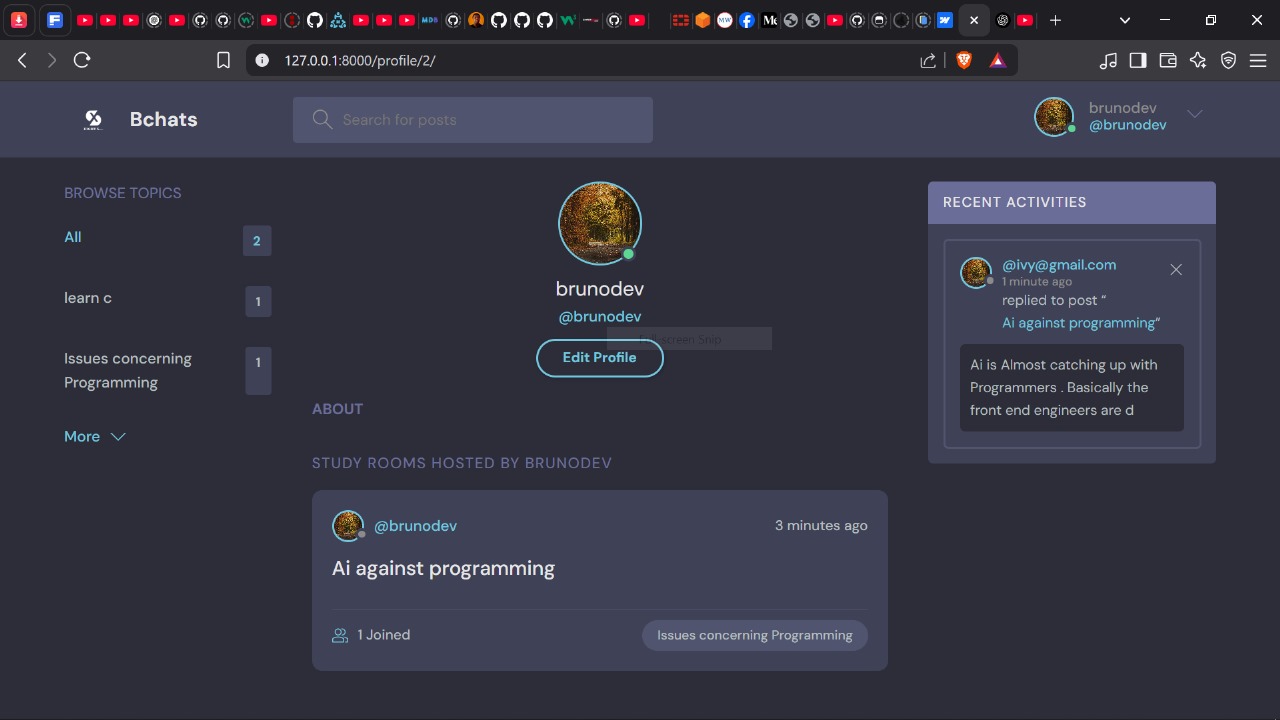 127.0.0.1:8000/profile/2/
Bchats
Search for posts
brunodev
@brunodev
BROWSE TOPICS
All
2
learn c
1
Issues concerning
Programming
1
More
brunodev
@brunodev
Edit Profile
ABOUT
STUDY ROOMS HOSTED BY BRUNODEV
@brunodev
3 minutes ago
Ai against programming
1 Joined
Issues concerning Programming
RECENT ACTIVITIES
@ivy@gmail.com
1 minute ago
replied to post “
Ai against programming“
Ai is Almost catching up with
Programmers . Basically the
front end engineers are d